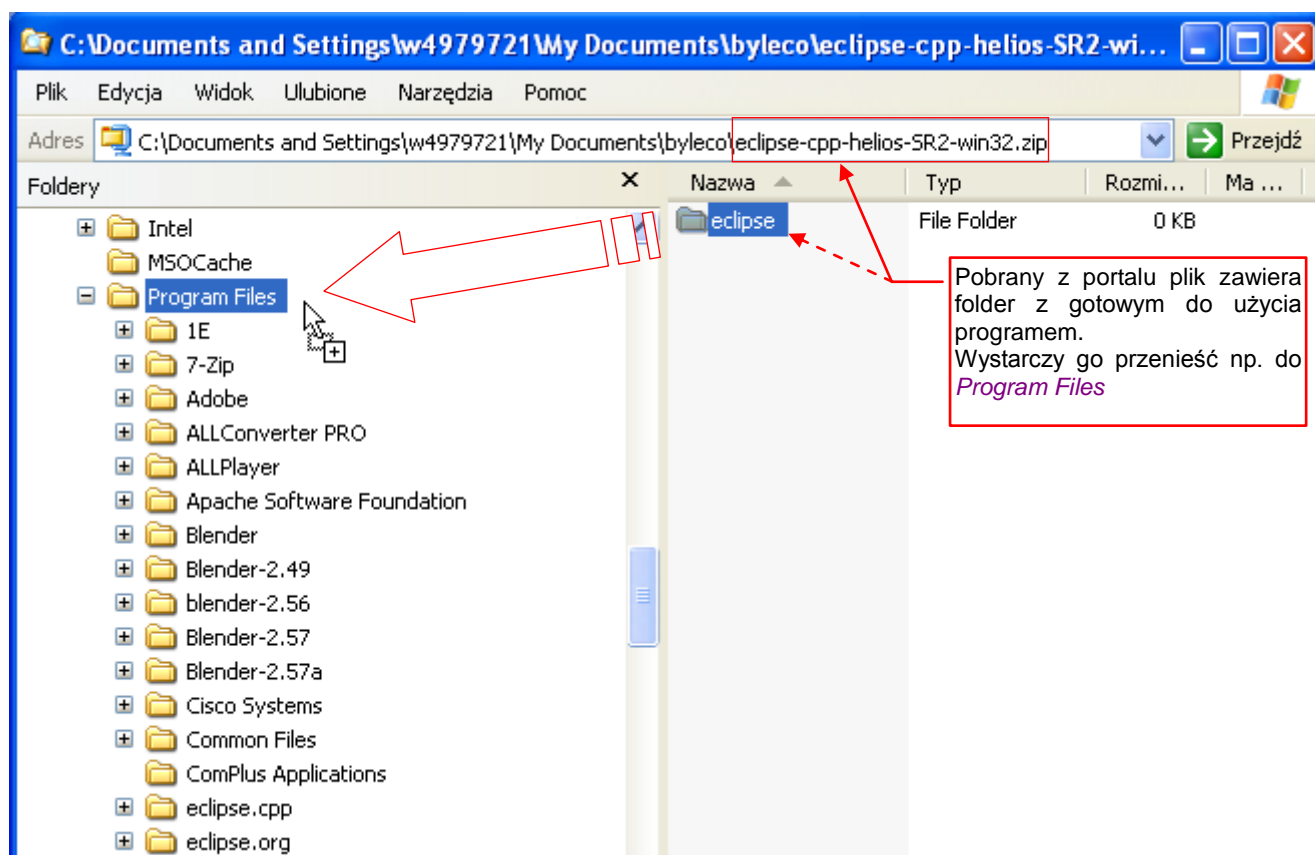 C:\Documents and Settings\w4979721\My Documents\byleco\eclipse-cpp-helios-SR2-wi...
Plik Edycja Widok Ulubione Narzędzia Pomoc
Adres C:\Documents and Settings\w4979721\My Documents\byleco\eclipse-cpp-helios-SR2-win32.zip Przejdź
Foldery Nazwa Typ Rozmi... Ma ...
Intel eclipse File Folder 0 KB
MSOCache
Program Files
1E
7-Zip
Adobe
ALLConverter PRO
ALLPlayer
Apache Software Foundation
Blender
Blender-2.49
blender-2.56
Blender-2.57
Blender-2.57a
Cisco Systems
Common Files
ComPlus Applications
eclipse.cpp
eclipse.org
Pobrany z portalu plik zawiera
folder z gotowym do użycia
programem.
Wystarczy go przenieść np. do
Program Files